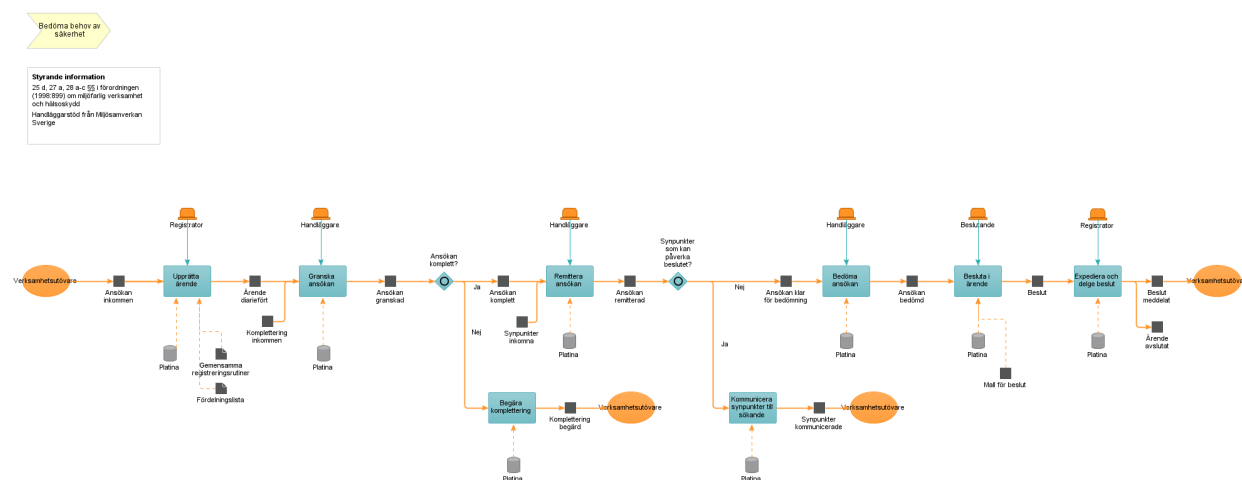 Bedöma behov av
säkerhet
Styrande information
25 d, 27 a, 28 a-c §§ i förordningen
(1998:899) om miljöfarlig verksamhet
och hälsoskydd
Handläggarstöd från Miljösamverkan
Sverige
Registrator
Handläggare
Handläggare
Synpunkter
som kan
påverka
beslutet?
Handläggare
Beslutande
Registrator
Ansökan
komplett?
Verksamhetsutövare
Ansökan
inkommen
Upprätta
ärende
Ärende
diariefört
Granska
ansökan
Ansökan
granskad
Ja
Ansökan
komplett
Remittera
ansökan
Ansökan
remitterad
Nej
Ansökan klar
för bedömning
Bedöma
ansökan
Ansökan
bedömd
Besluta i
ärende
Beslut
Expediera och
delge beslut
Beslut
meddelat
Verksamhetsutöva
Komplettering
inkommen
Nej
Synpunkter
inkomna
Ja
Ärende
avslutat
Platina
Gemensamma
registreringsrutiner
Fördelningslista
Platina
Platina
Platina
Platina
Mall för beslut
Platina
Begära
komplettering
Komplettering
begärd
Verksamhetsutövare
Kommunicera
synpunkter till
sökande
Synpunkter
kommunicerade
Verksamhetsutövare
Platina
Platina